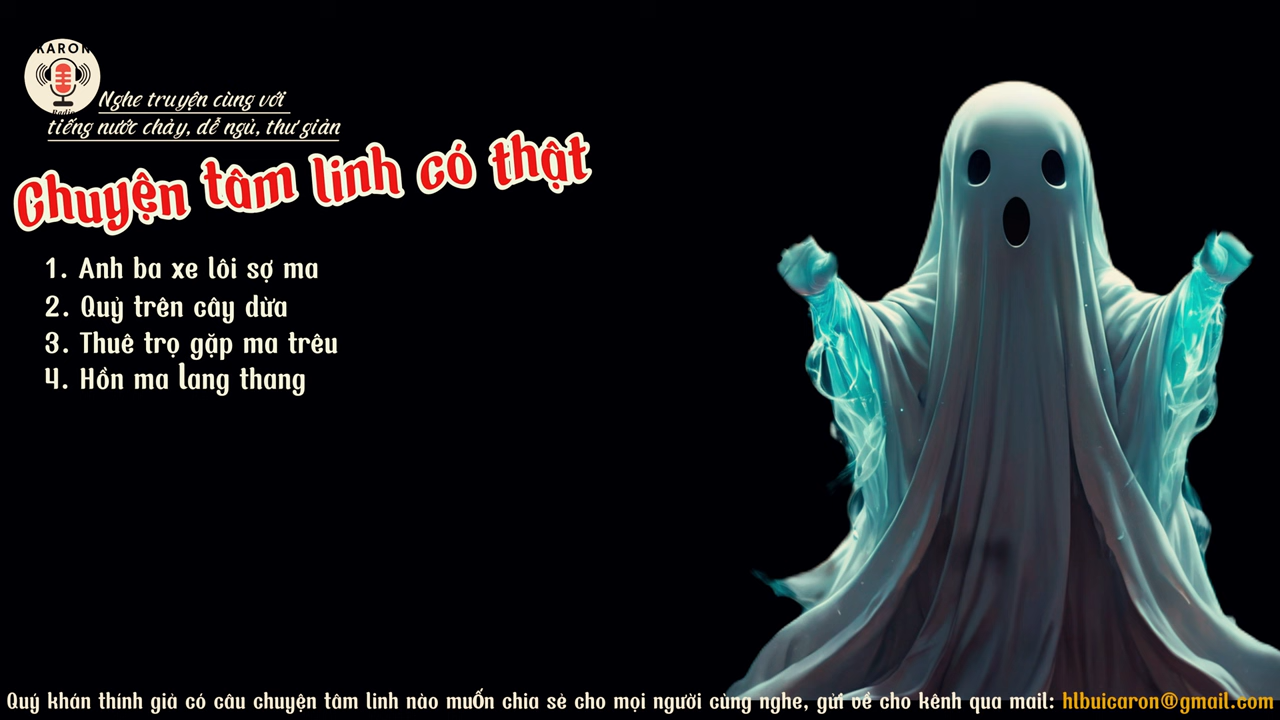 KARON
Radio
Nghe truyện cùng với
tiếng nước chảy, dễ ngủ, thư giản
Chuyện tâm linh có thật
1. Anh ba xe lôi sợ ma
2. Quỷ trên cây dừa
3. Thuê trọ gặp ma trêu
4. Hồn ma lang thang
Quý khán thính giả có câu chuyện tâm linh nào muốn chia sẻ cho mọi người cùng nghe, gửi về cho kênh qua mail: hlbuicaron@gmail.com